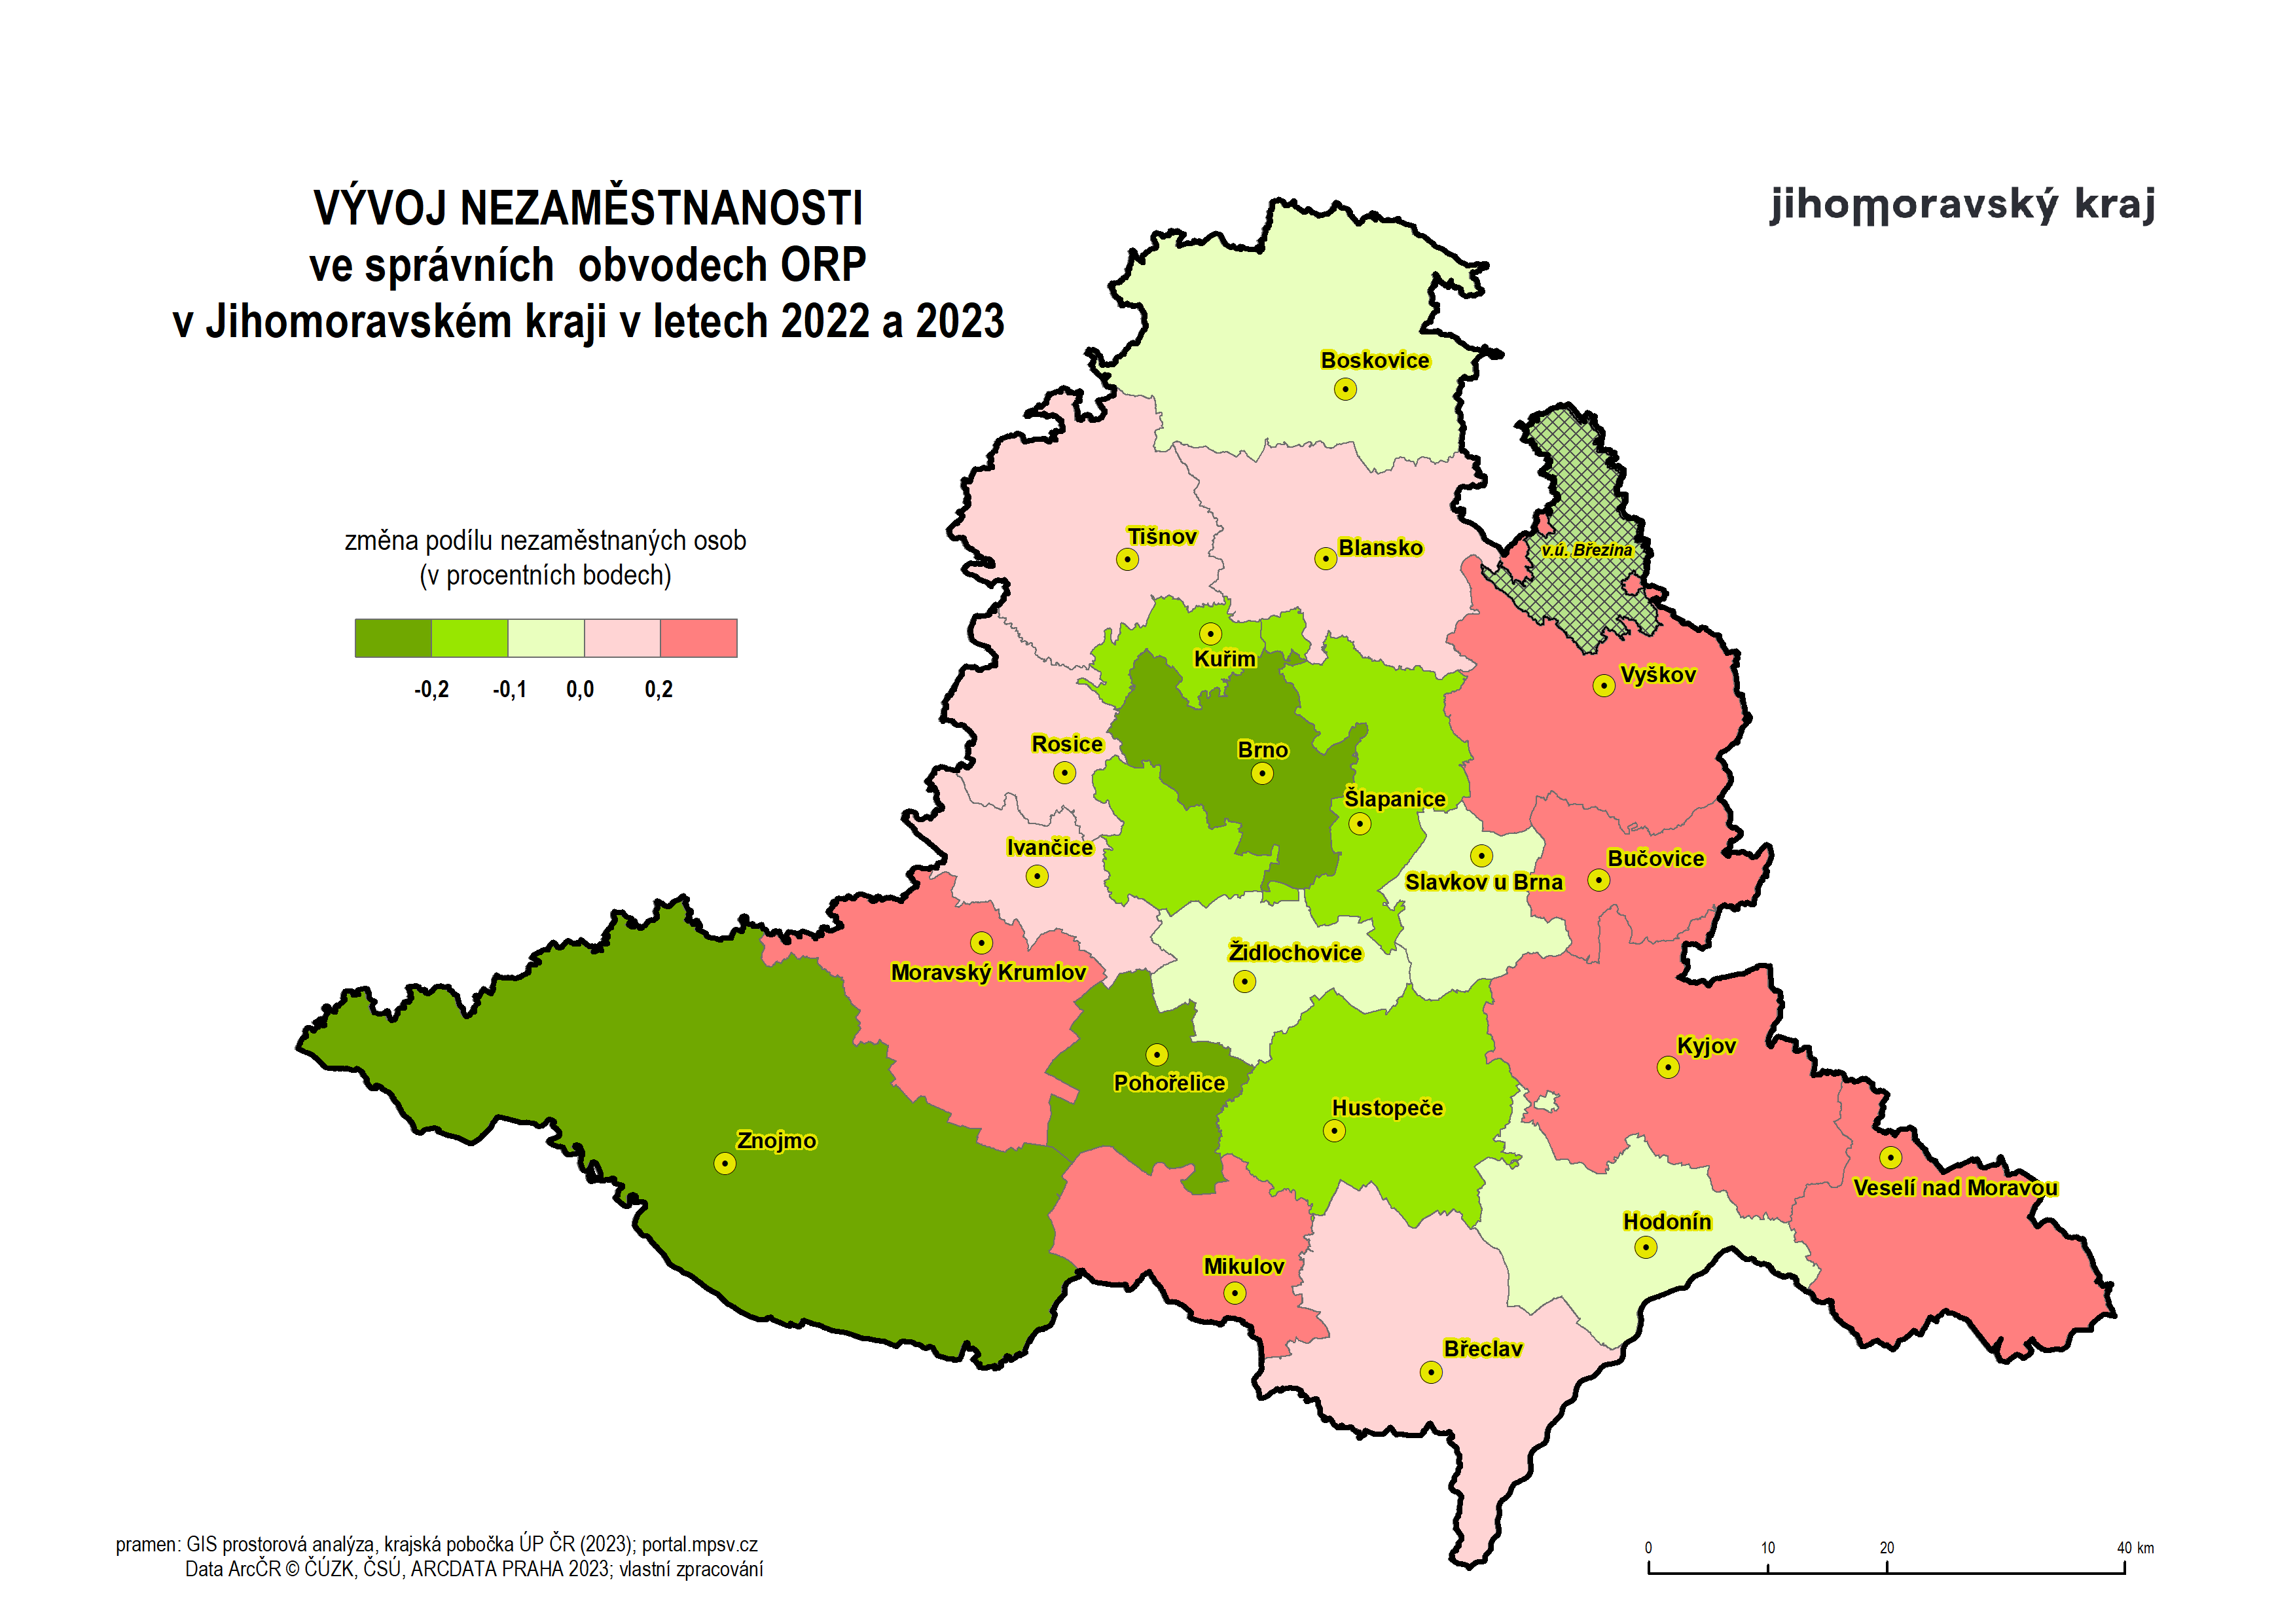 VÝVOJ NEZAMĚSTNANOSTI
ve správních obvodech ORP
v Jihomoravském kraji v letech 2022 a 2023
jihomoravský kraj
změna podílu nezaměstnaných osob
(v procentních bodech)
-0,2 -0,1 0,0 0,2
Boskovice
Tišnov
Blansko
v.ú. Březina
Kuřim
Vyškov
Rosice
Brno
Šlapanice
Ivančice
Bučovice
Slavkov u Brna
Židlochovice
Moravský Krumlov
Kyjov
Pohořelice
Hustopeče
Znojmo
Veselí nad Moravou
Hodonín
Mikulov
Břeclav
pramen: GIS prostorová analýza, krajská pobočka ÚP ČR (2023); portal.mpsv.cz
Data ArcČR © ČÚZK, ČSÚ, ARCDATA PRAHA 2023; vlastní zpracování
0 10 20 40 km